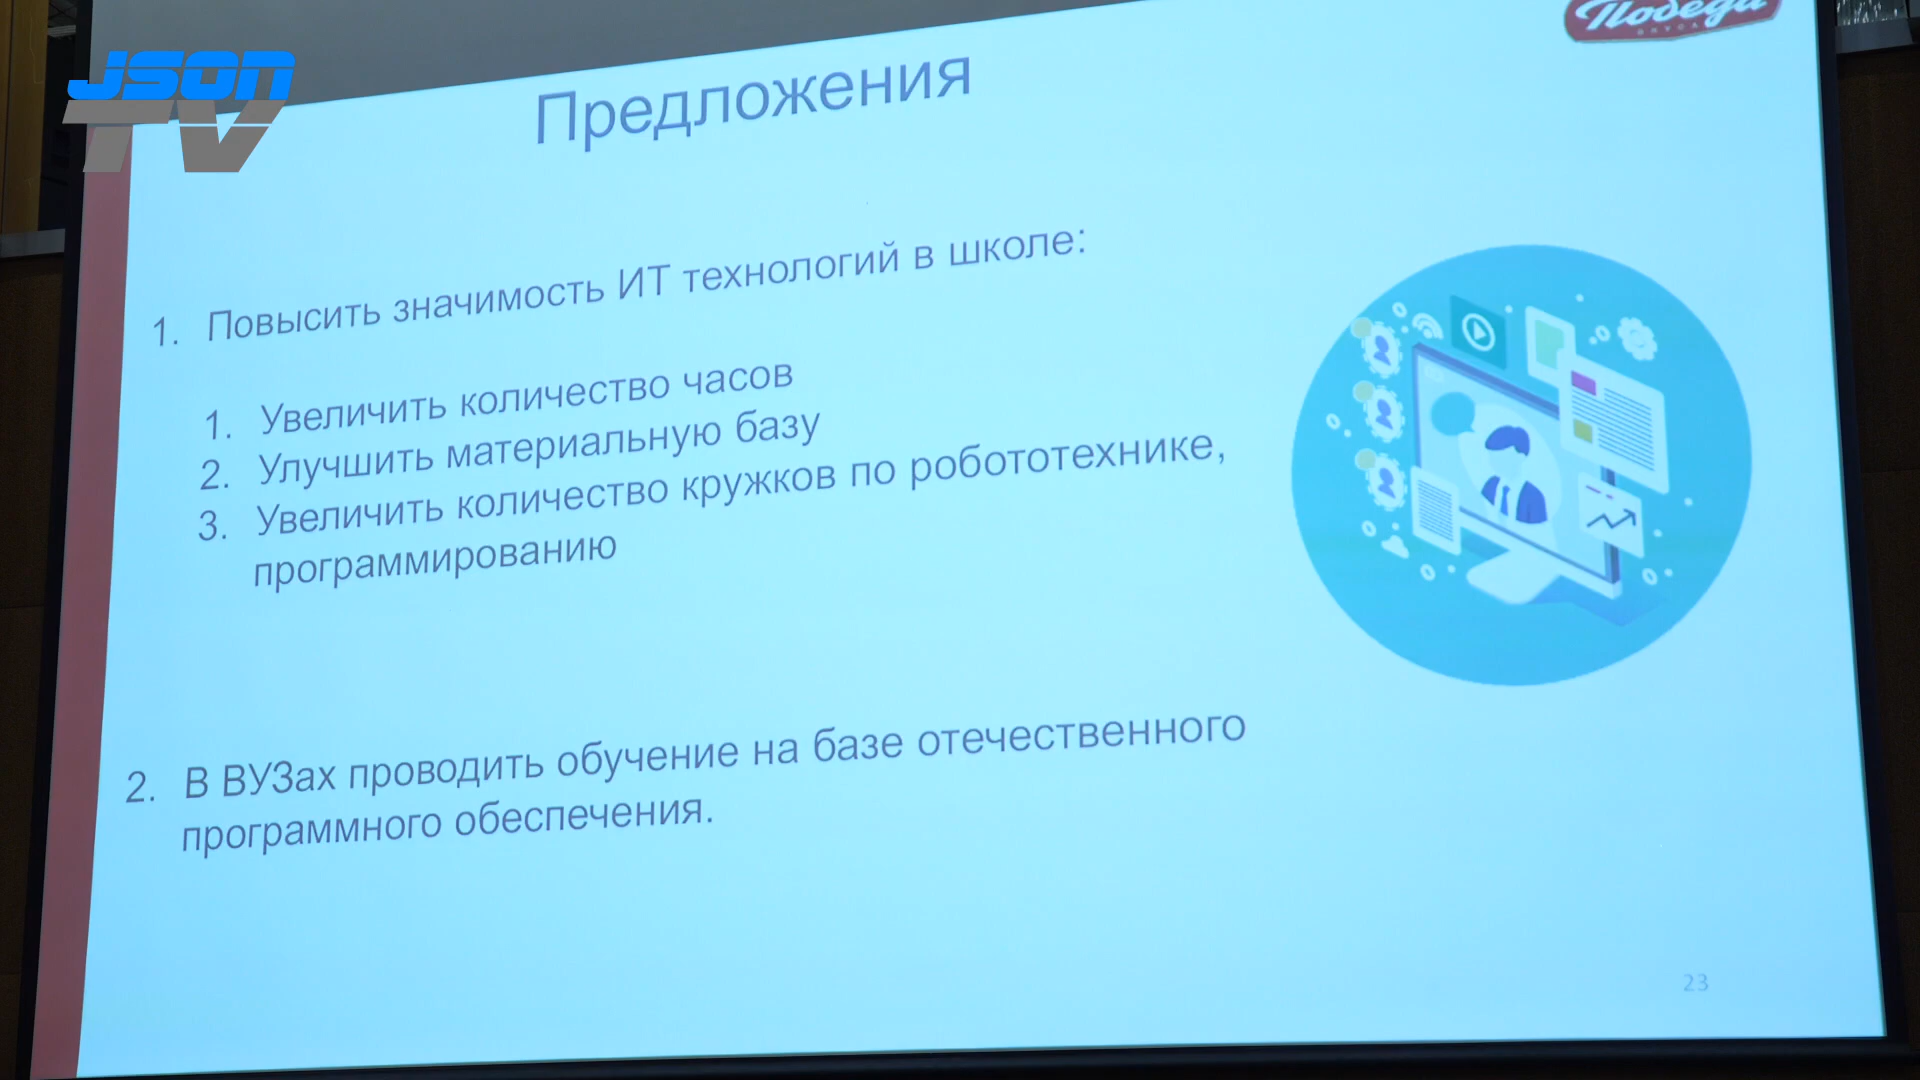 JSON
TV
Победа
ВКУСА
Предложения
1. Повысить значимость ИТ технологий в школе:
1. Увеличить количество часов
2. Улучшить материальную базу
3. Увеличить количество кружков по робототехнике,
программированию
2. В ВУЗах проводить обучение на базе отечественного
программного обеспечения.
23